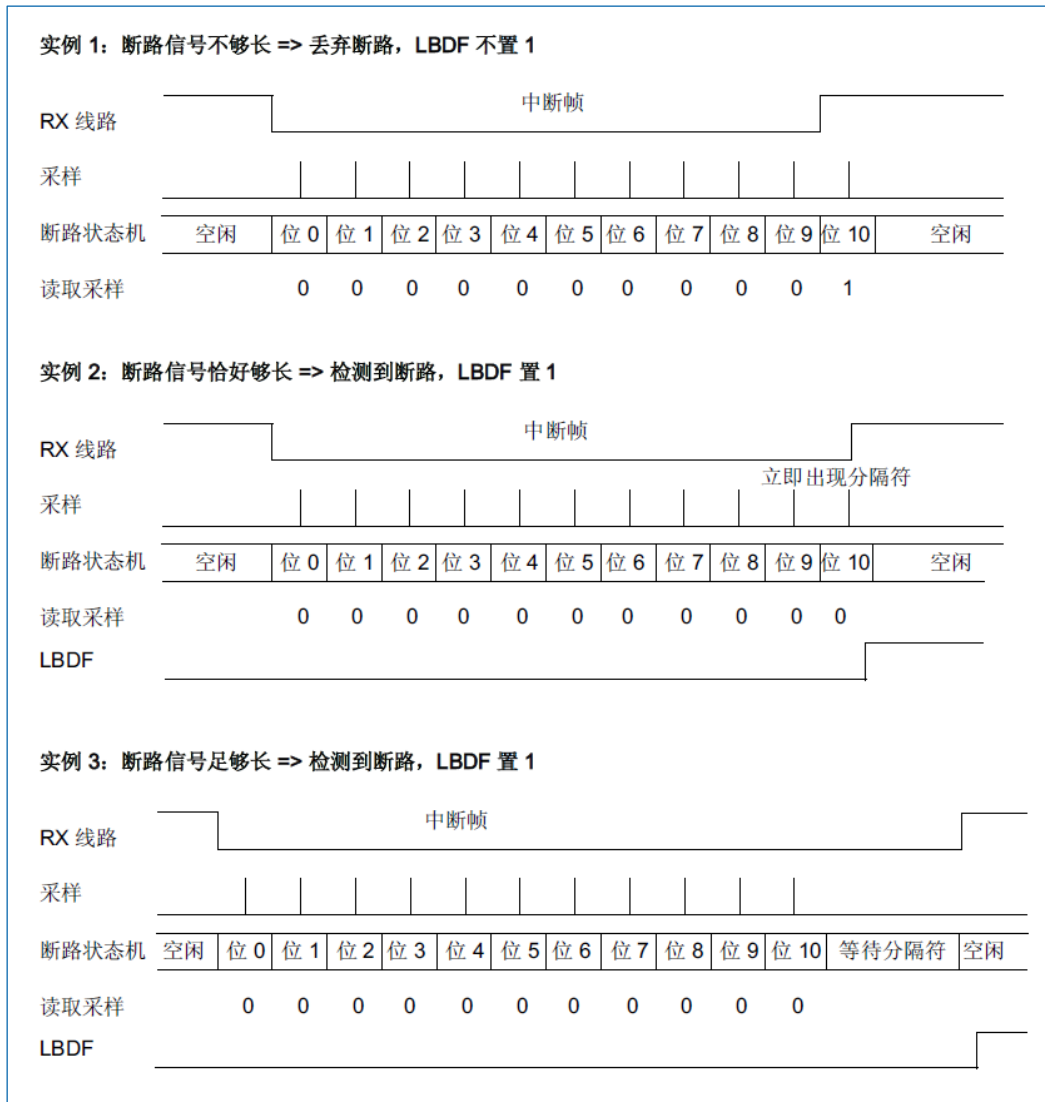 实例 1：断路信号不够长 => 丢弃断路，LBDF 不置 1
中断帧
RX 线路
采样
断路状态机 空闲 位 0 位 1 位 2 位 3 位 4 位 5 位 6 位 7 位 8 位 9 位 10 空闲
读取采样 0 0 0 0 0 0 0 0 0 0 1
实例 2：断路信号恰好够长 => 检测到断路，LBDF 置 1
中断帧
RX 线路
立即出现分隔符
采样
断路状态机 空闲 位 0 位 1 位 2 位 3 位 4 位 5 位 6 位 7 位 8 位 9 位 10 空闲
读取采样 0 0 0 0 0 0 0 0 0 0 0
LBDF
实例 3：断路信号足够长 => 检测到断路，LBDF 置 1
中断帧
RX 线路
采样
断路状态机 空闲 位 0 位 1 位 2 位 3 位 4 位 5 位 6 位 7 位 8 位 9 位 10 等待分隔符 空闲
读取采样 0 0 0 0 0 0 0 0 0 0 0
LBDF